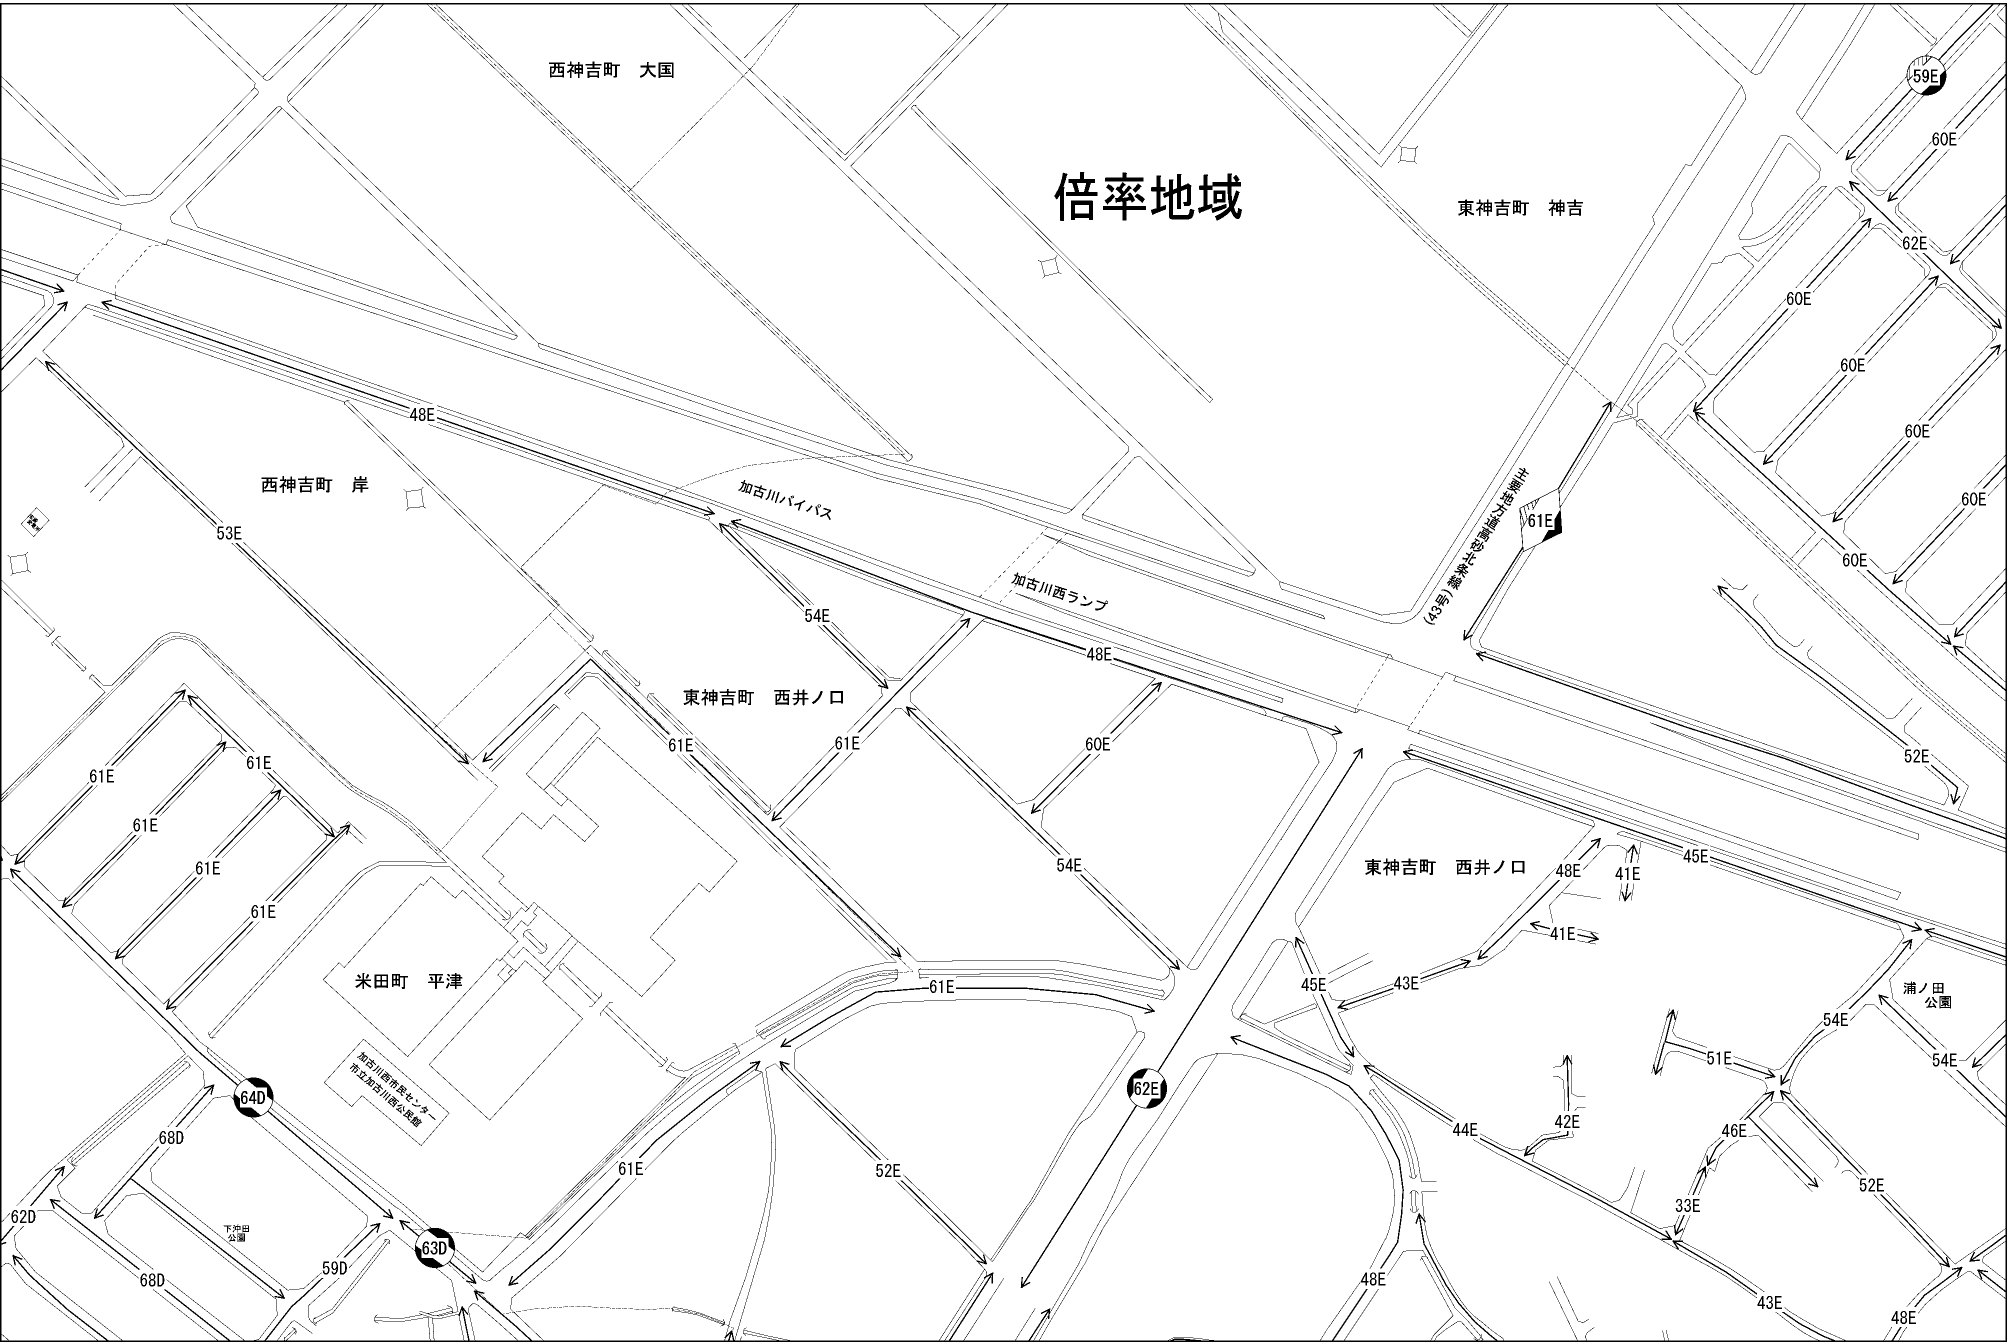 西神吉町　大国
59E
60E
倍率地域
東神吉町　神吉
62E
60E
60E
48E
60E
西神吉町　岸
加古川バイパス
主要地方道高砂北条線
(43号)
61E
60E
53E
60E
加古川西ランプ
54E
48E
東神吉町　西井ノ口
61E
61E
60E
52E
61E
61E
61E
54E
45E
東神吉町　西井ノ口
48E
41E
61E
61E
41E
米田町　平津
61E
45E
43E
浦ノ田
公園
54E
51E
54E
加古川西市民センター
市立加古川西公民館
64D
62E
68D
44E
42E
46E
61E
52E
52E
33E
62D
下沖田
公園
63D
59D
68D
48E
43E
48E